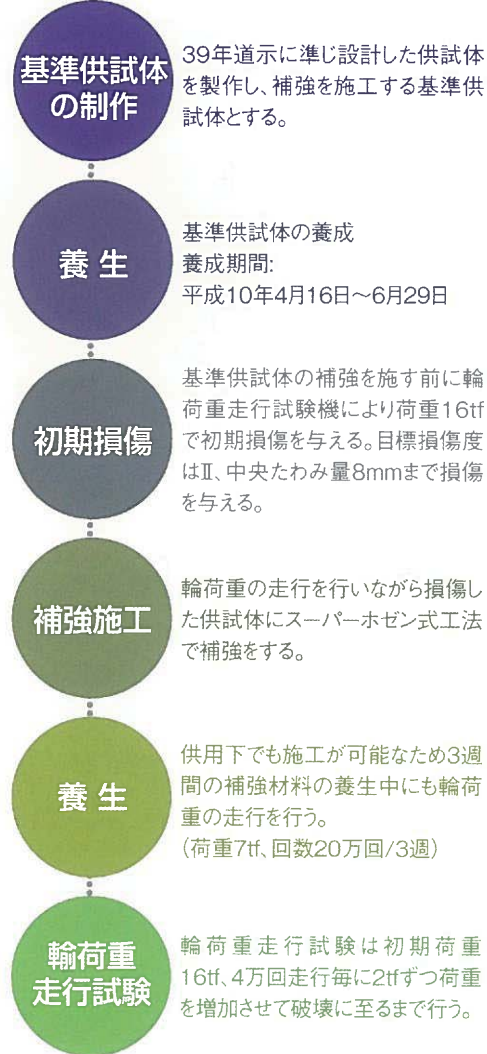 基準供試体
の制作
39年道示に準じ設計した供試体
を製作し、補強を施工する基準供
試体とする。
養 生
基準供試体の養成
養成期間:
平成10年4月16日～6月29日
初期損傷
基準供試体の補強を施す前に輪
荷重走行試験機により荷重16tf
で初期損傷を与える。目標損傷度
はⅡ、中央たわみ量8mmまで損傷
を与える。
補強施工
輪荷重の走行を行いながら損傷し
た供試体にスーパーホゼン式工法
で補強をする。
養 生
供用下でも施工が可能なため3週
間の補強材料の養生中にも輪荷
重の走行を行う。
(荷重7tf、回数20万回/3週)
輸荷重
走行試験
輪荷重走行試験は初期荷重
16tf、4万回走行毎に2tfずつ荷重
を増加させて破壊に至るまで行う。